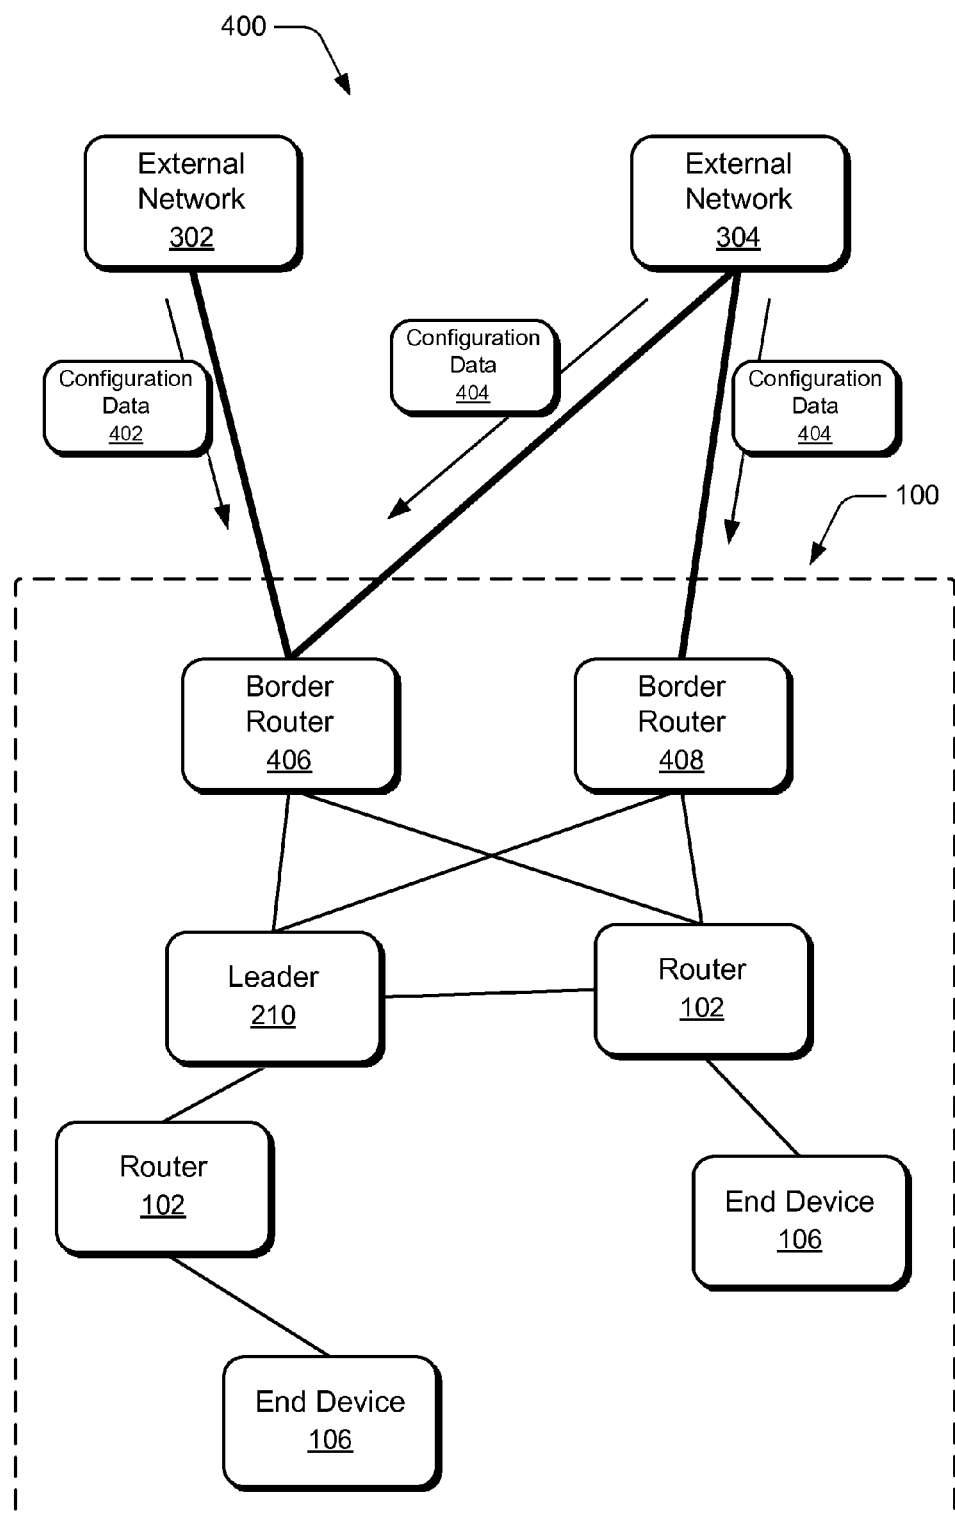 400
External
Network
302
External
Network
304
Configuration
Data
402
Configuration
Data
404
Configuration
Data
404
100
Border
Router
406
Border
Router
408
Leader
210
Router
102
Router
102
End Device
106
End Device
106